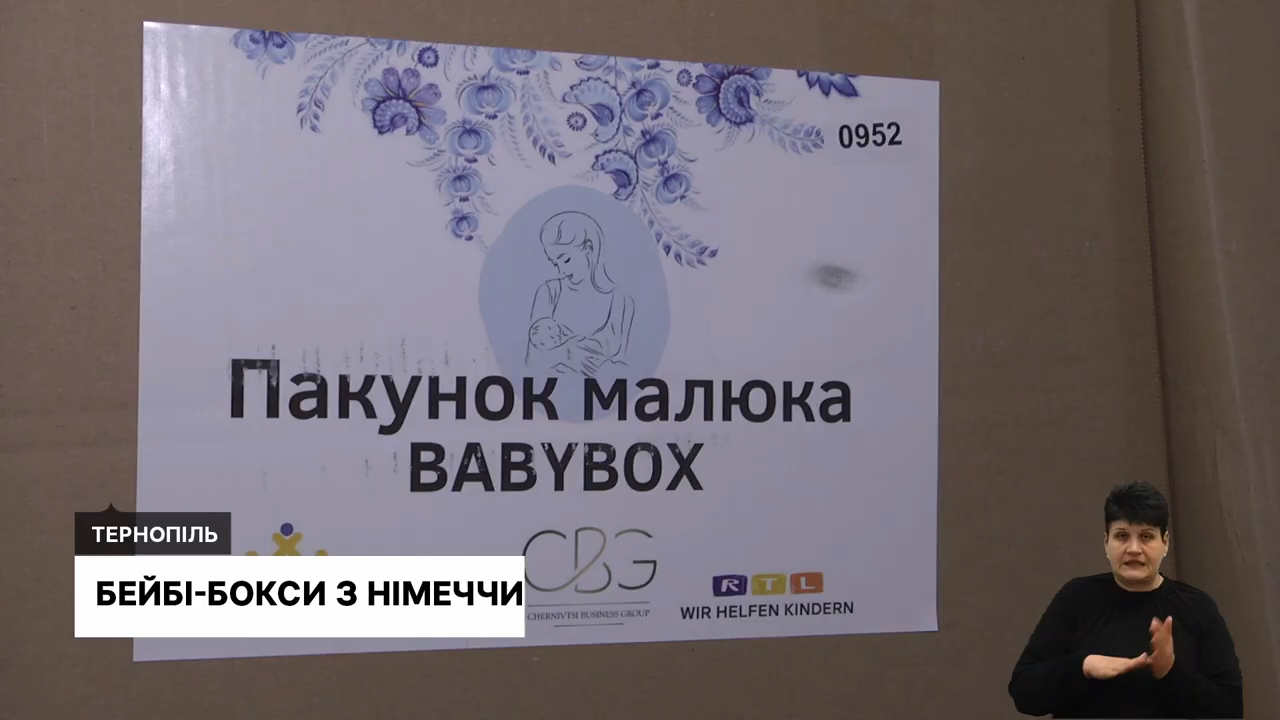 0952
Пакунок малюка
BABYBOX
ТЕРНОПІЛЬ
БЕЙБІ-БОКСИ З НІМЕЧЧИ
CBG
CHERNIVTSI BUSINESS GROUP
RTL
WIR HELFEN KINDERN